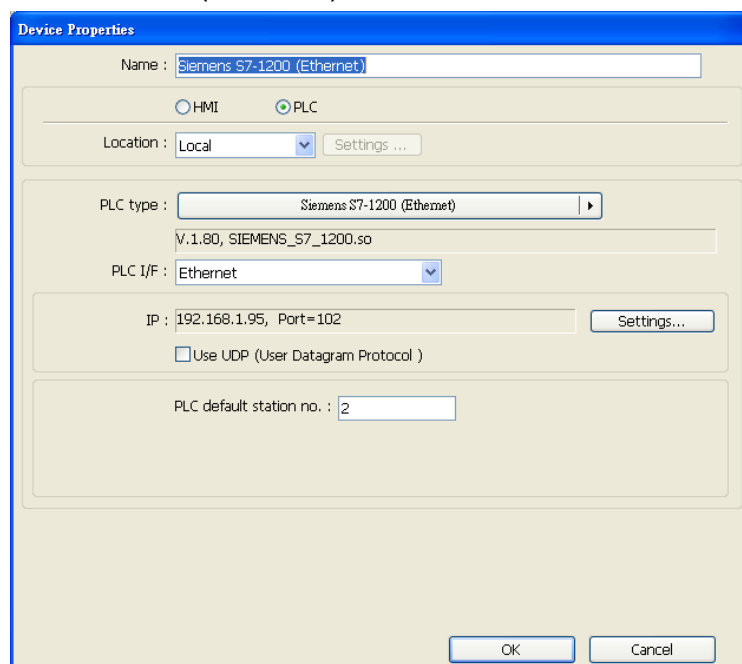 Device Properties
Name : Siemens S7-1200 (Ethernet)
HMI PLC
Location : Local Settings ...
PLC type : Siemens S7-1200 (Ethernet)
V.1.80, SIEMENS_S7_1200.so
PLC I/F : Ethernet
IP : 192.168.1.95, Port=102 Settings...
Use UDP (User Datagram Protocol )
PLC default station no. : 2
OK Cancel